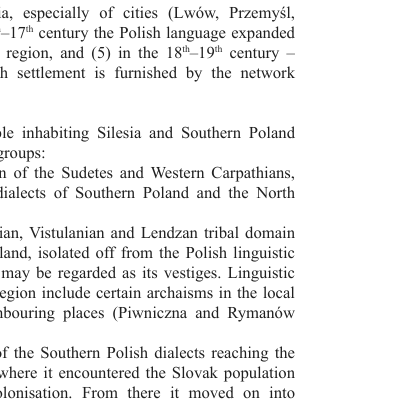 ia, especially of cities (Lwów, Przemyśl,
–17th century the Polish language expanded
region, and (5) in the 18th–19th century –
h settlement is furnished by the network
ple inhabiting Silesia and Southern Poland
groups:
n of the Sudetes and Western Carpathians,
dialects of Southern Poland and the North
ian, Vistulanian and Lendzan tribal domain
land, isolated off from the Polish linguistic
may be regarded as its vestiges. Linguistic
egion include certain archaisms in the local
nbouring places (Piwniczna and Rymanów
of the Southern Polish dialects reaching the
where it encountered the Slovak population
olonisation. From there it moved on into